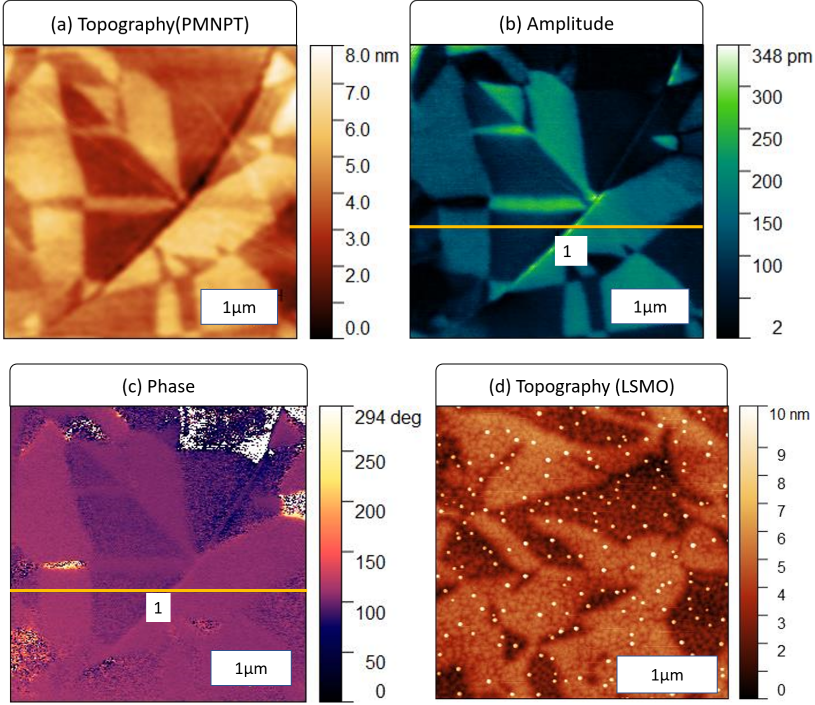 (a) Topography(PMNPT)
8.0 nm
7.0
6.0
5.0
4.0
3.0
2.0
1.0
0.0
1μm
(b) Amplitude
348 pm
300
250
200
150
100
2
1
1μm
(c) Phase
294 deg
250
200
150
100
50
0
1
1μm
(d) Topography (LSMO)
10 nm
9
8
7
6
5
4
3
2
0
1μm